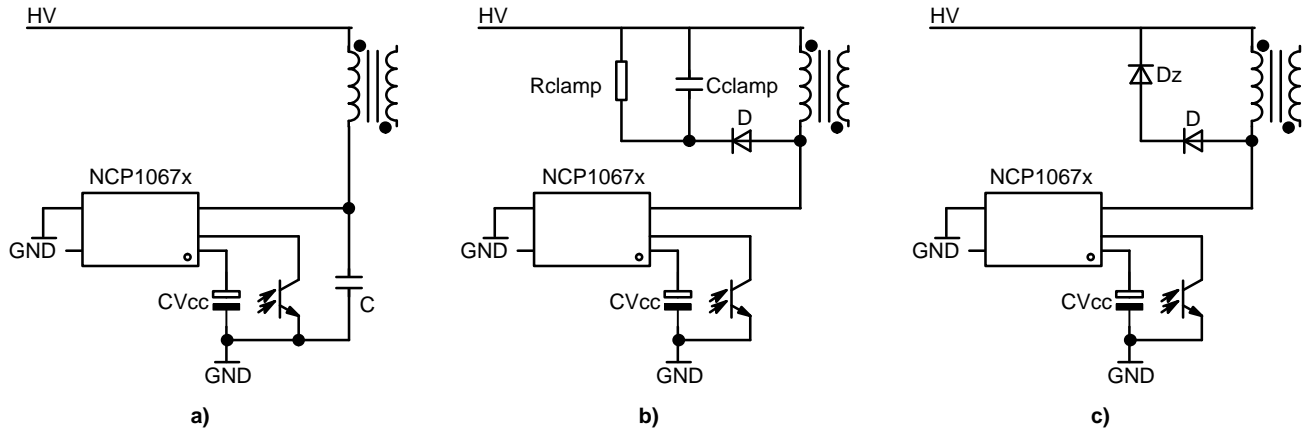 HV
NCP1067x
GND
CVcc
C
GND
a)
HV
Rclamp
Cclamp
D
NCP1067x
GND
CVcc
GND
b)
HV
Dz
D
NCP1067x
GND
CVcc
GND
c)